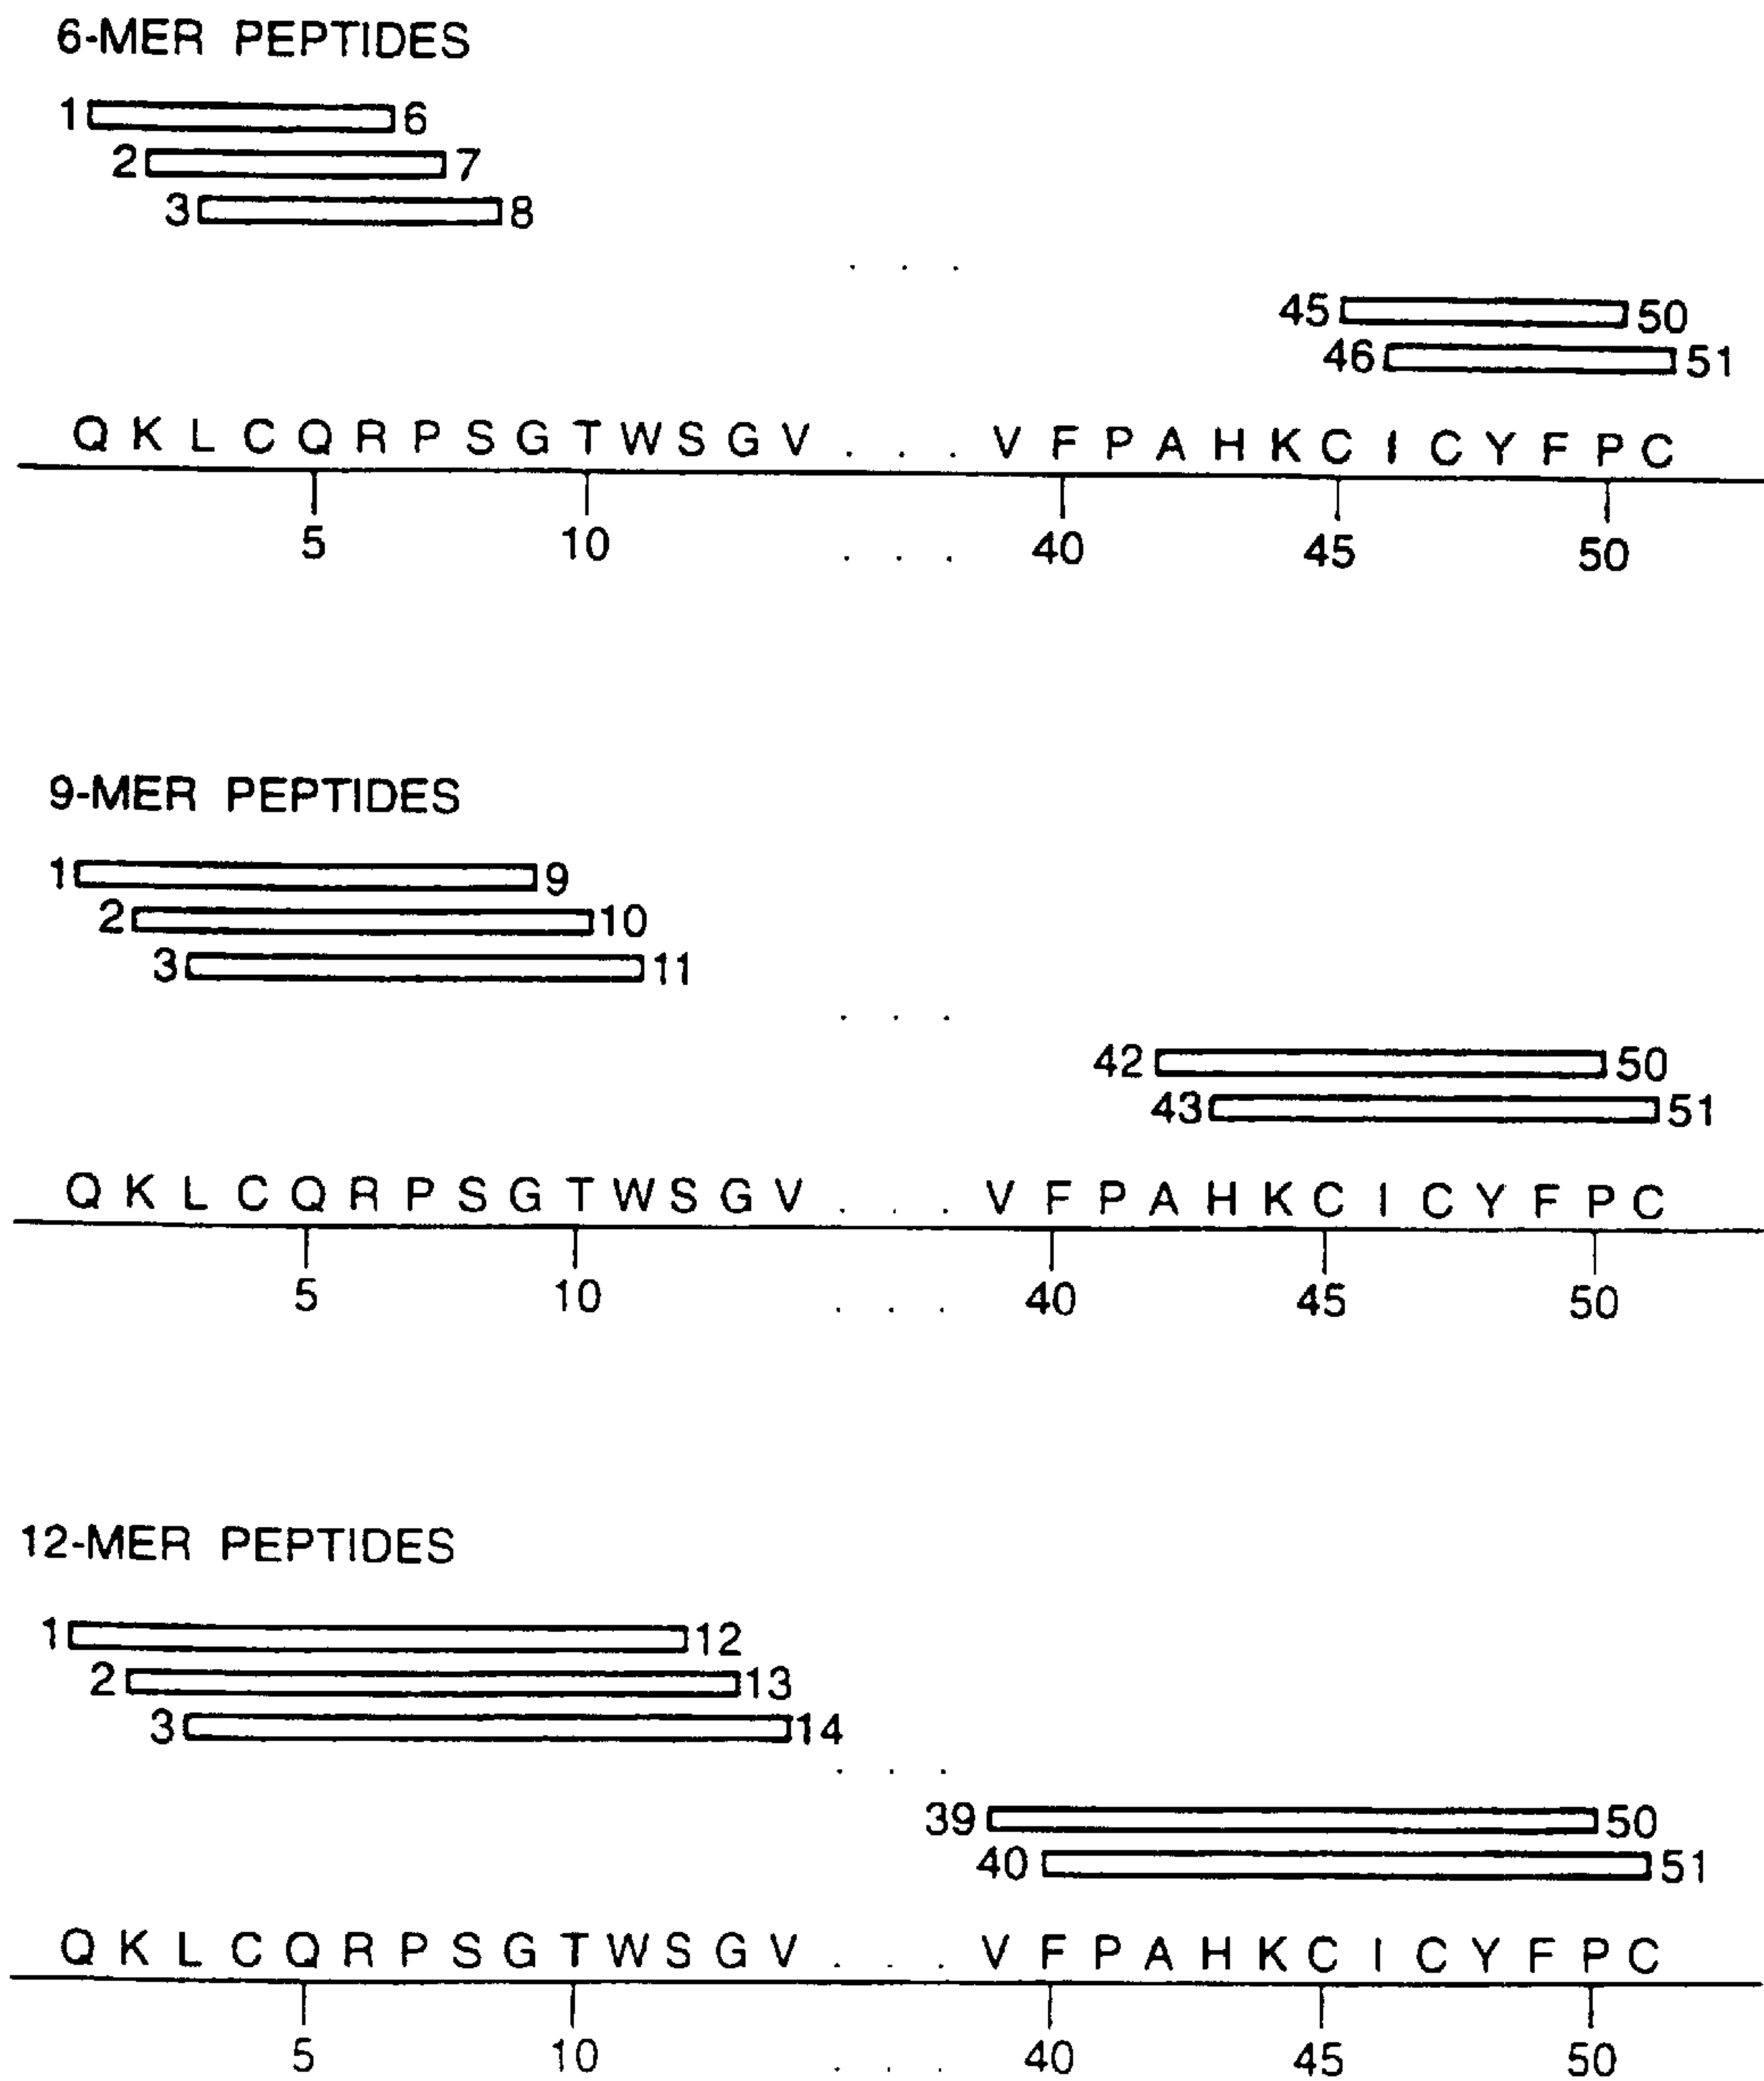 6-MER PEPTIDES
1 6
2 7
3 8
. . .
45 50
46 51
Q K L C Q R P S G T W S G V . . . V F P A H K C I C Y F P C
5 10 . . . 40 45 50
9-MER PEPTIDES
1 9
2 10
3 11
. . .
42 50
43 51
Q K L C Q R P S G T W S G V . . . V F P A H K C I C Y F P C
5 10 . . . 40 45 50
12-MER PEPTIDES
1 12
2 13
3 14
. . .
39 50
40 51
Q K L C Q R P S G T W S G V . . . V F P A H K C I C Y F P C
5 10 . . . 40 45 50